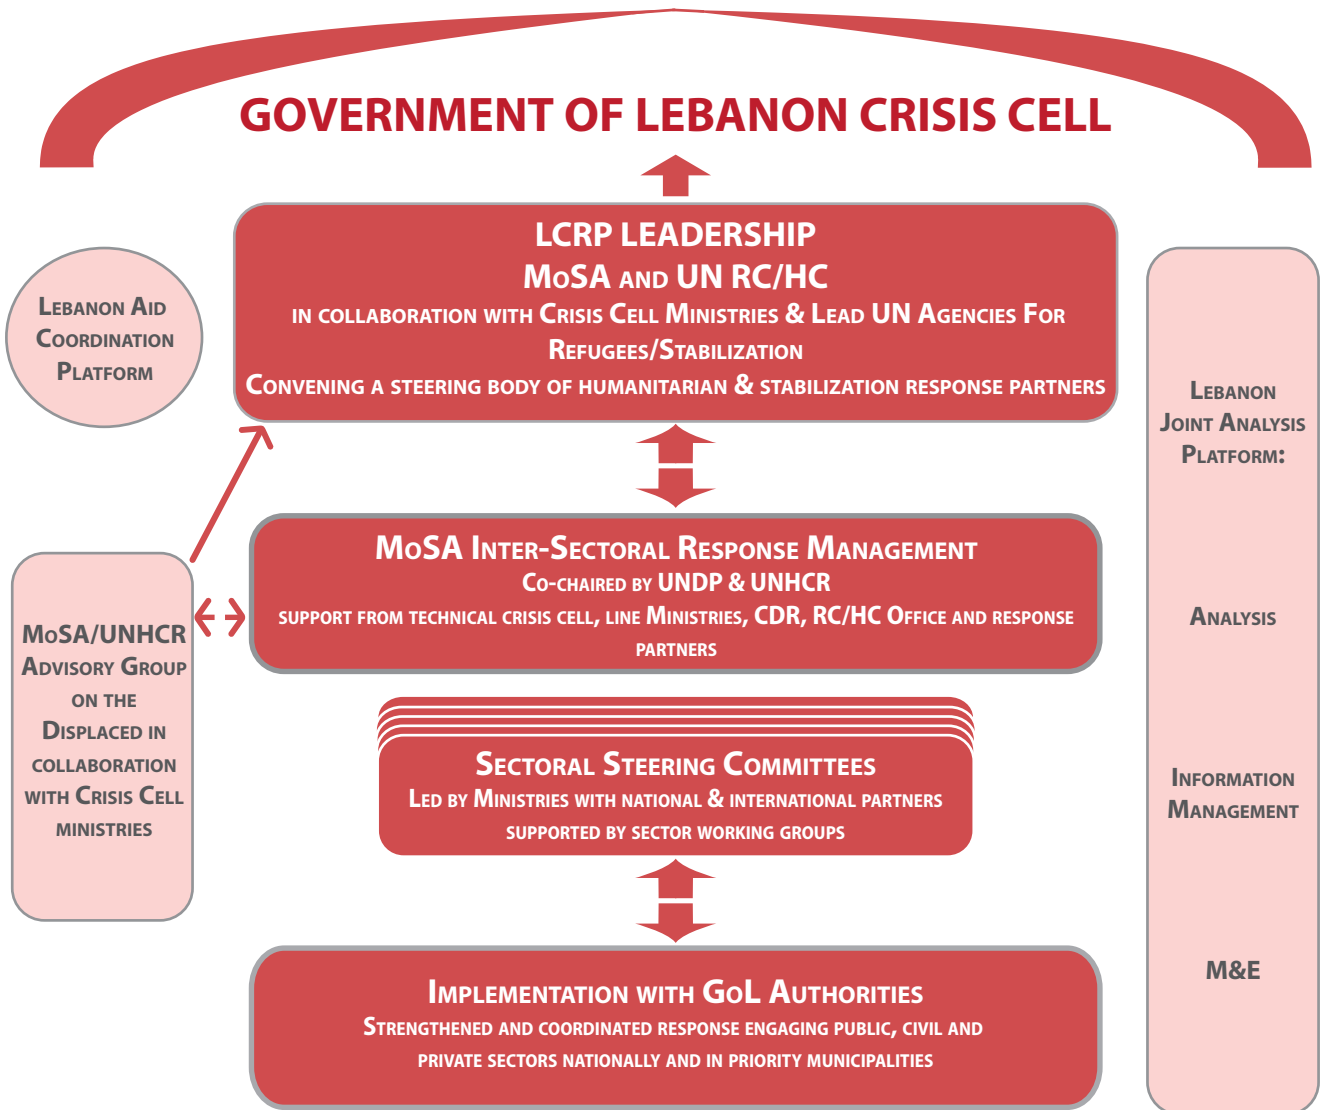 GOVERNMENT OF LEBANON CRISIS CELL
LCRP LEADERSHIP
MoSA and UN RC/HC
in collaboration with Crisis Cell Ministries & Lead UN Agencies For
Refugees/Stabilization
Convening a steering body of humanitarian & stabilization response partners
Lebanon Aid
Coordination
Platform
MoSA Inter-Sectoral Response Management
Co-chaired by UNDP & UNHCR
support from technical crisis cell, line Ministries, CDR, RC/HC Office and response
partners
MoSA/UNHCR
Advisory Group
on the
Displaced in
collaboration
with Crisis Cell
ministries
Sectoral Steering Committees
Led by Ministries with national & international partners
supported by sector working groups
Implementation with GoL Authorities
Strengthened and coordinated response engaging public, civil and
private sectors nationally and in priority municipalities
Lebanon
Joint Analysis
Platform:
Analysis
Information
Management
M&E